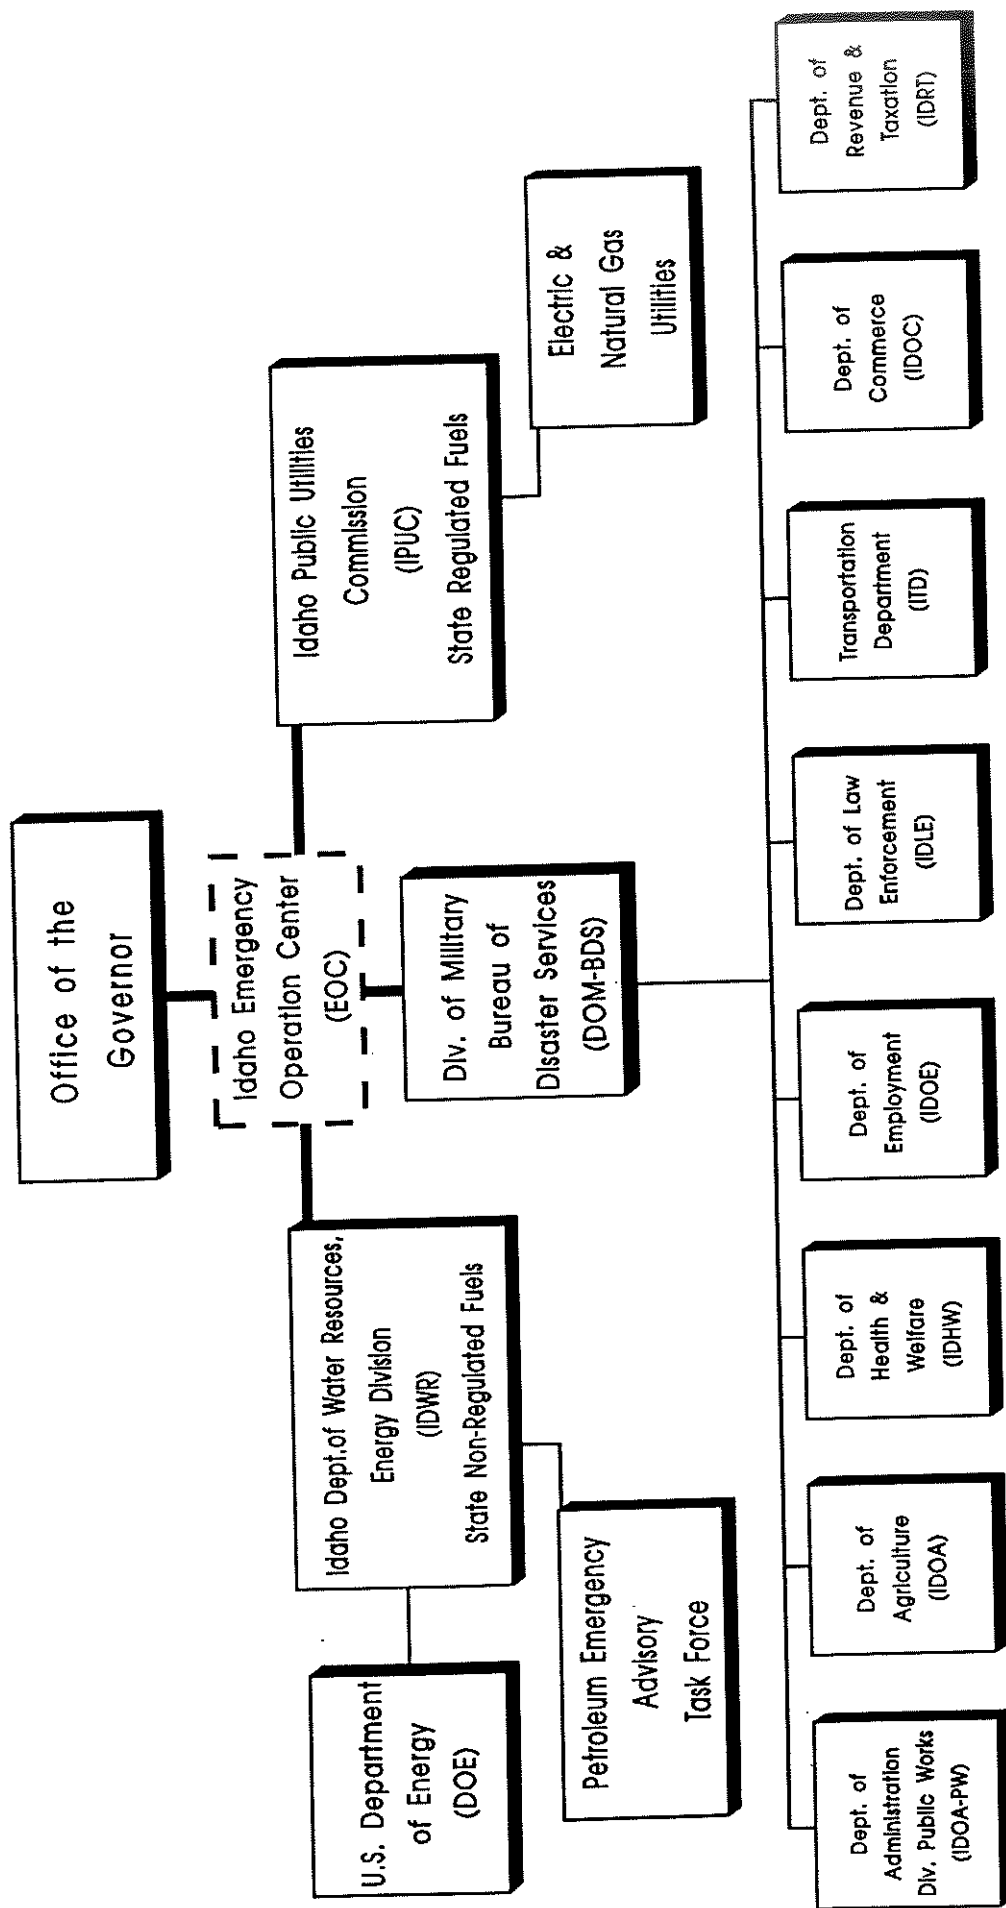 Office of the
Governor
Idaho Emergency
Operation Center
(EOC)
Idaho Dept.of Water Resources,
Energy Division
(IDWR)
State Non-Regulated Fuels
Div. of Military
Bureau of
Disaster Services
(DOM-BDS)
Idaho Public Utilities
Commission
(IPUC)
State Regulated Fuels
U.S. Department
of Energy
(DOE)
Petroleum Emergency
Advisory
Task Force
Electric &
Natural Gas
Utilities
Dept. of
Administration
Div. Public Works
(IDOA-PW)
Dept. of
Agriculture
(IDOA)
Dept. of
Health &
Welfare
(IDHW)
Dept. of
Employment
(IDOE)
Dept. of Law
Enforcement
(IDLE)
Transportation
Department
(ITD)
Dept. of
Commerce
(IDOC)
Dept. of
Revenue &
Taxation
(IDRT)